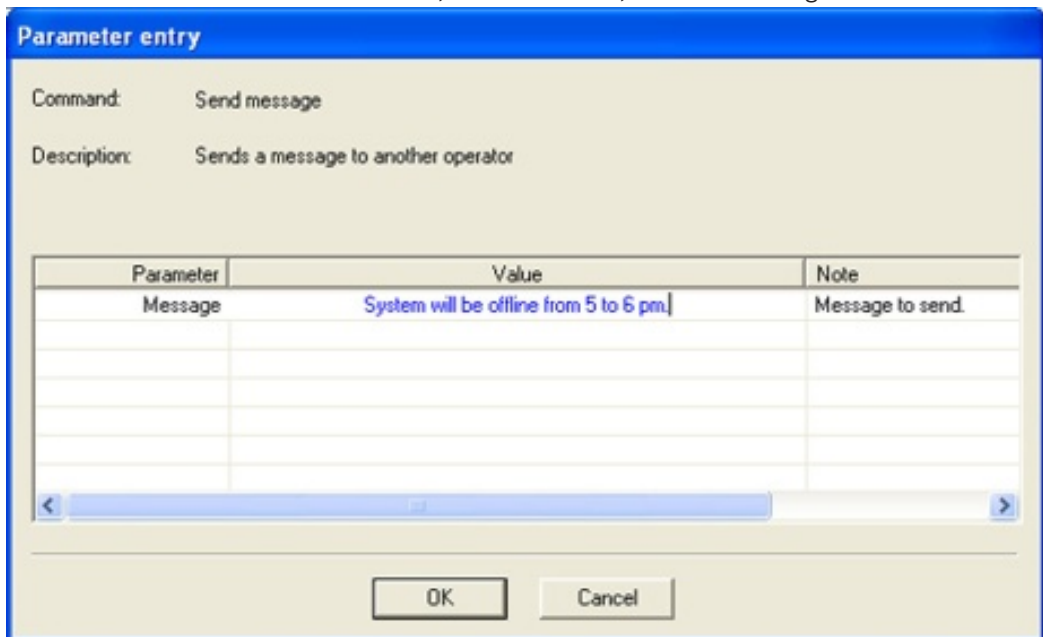 Parameter entry
Command: Send message
Description: Sends a message to another operator
Parameter Value Note
Message System will be offline from 5 to 6 pm. Message to send.
OK Cancel